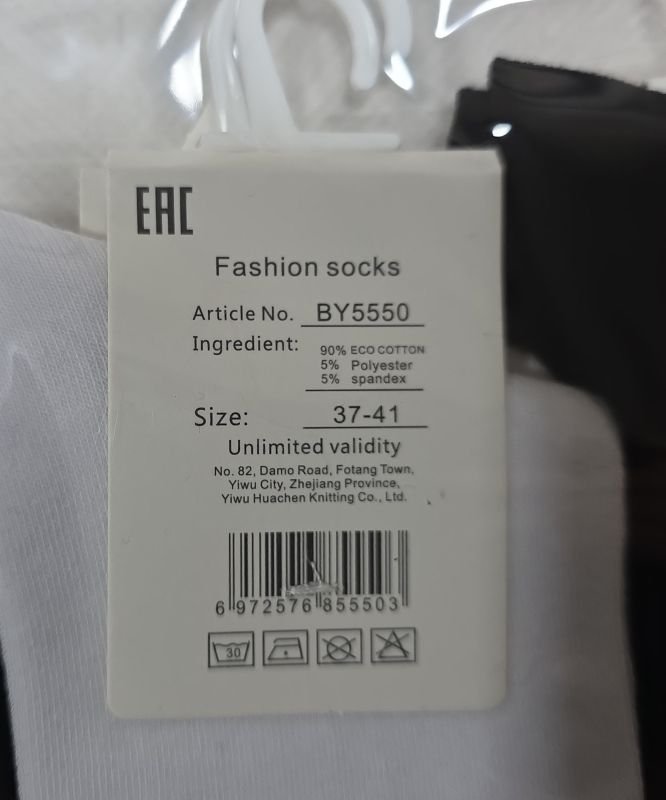 EAC
Fashion socks
Article No. BY5550
Ingredient: 90% ECO COTTON
5% Polyester
5% spandex
Size: 37-41
Unlimited validity
No. 82, Damo Road, Fotang Town,
Yiwu City, Zhejiang Province,
Yiwu Huachen Knitting Co., Ltd.
6 972576 855503
30